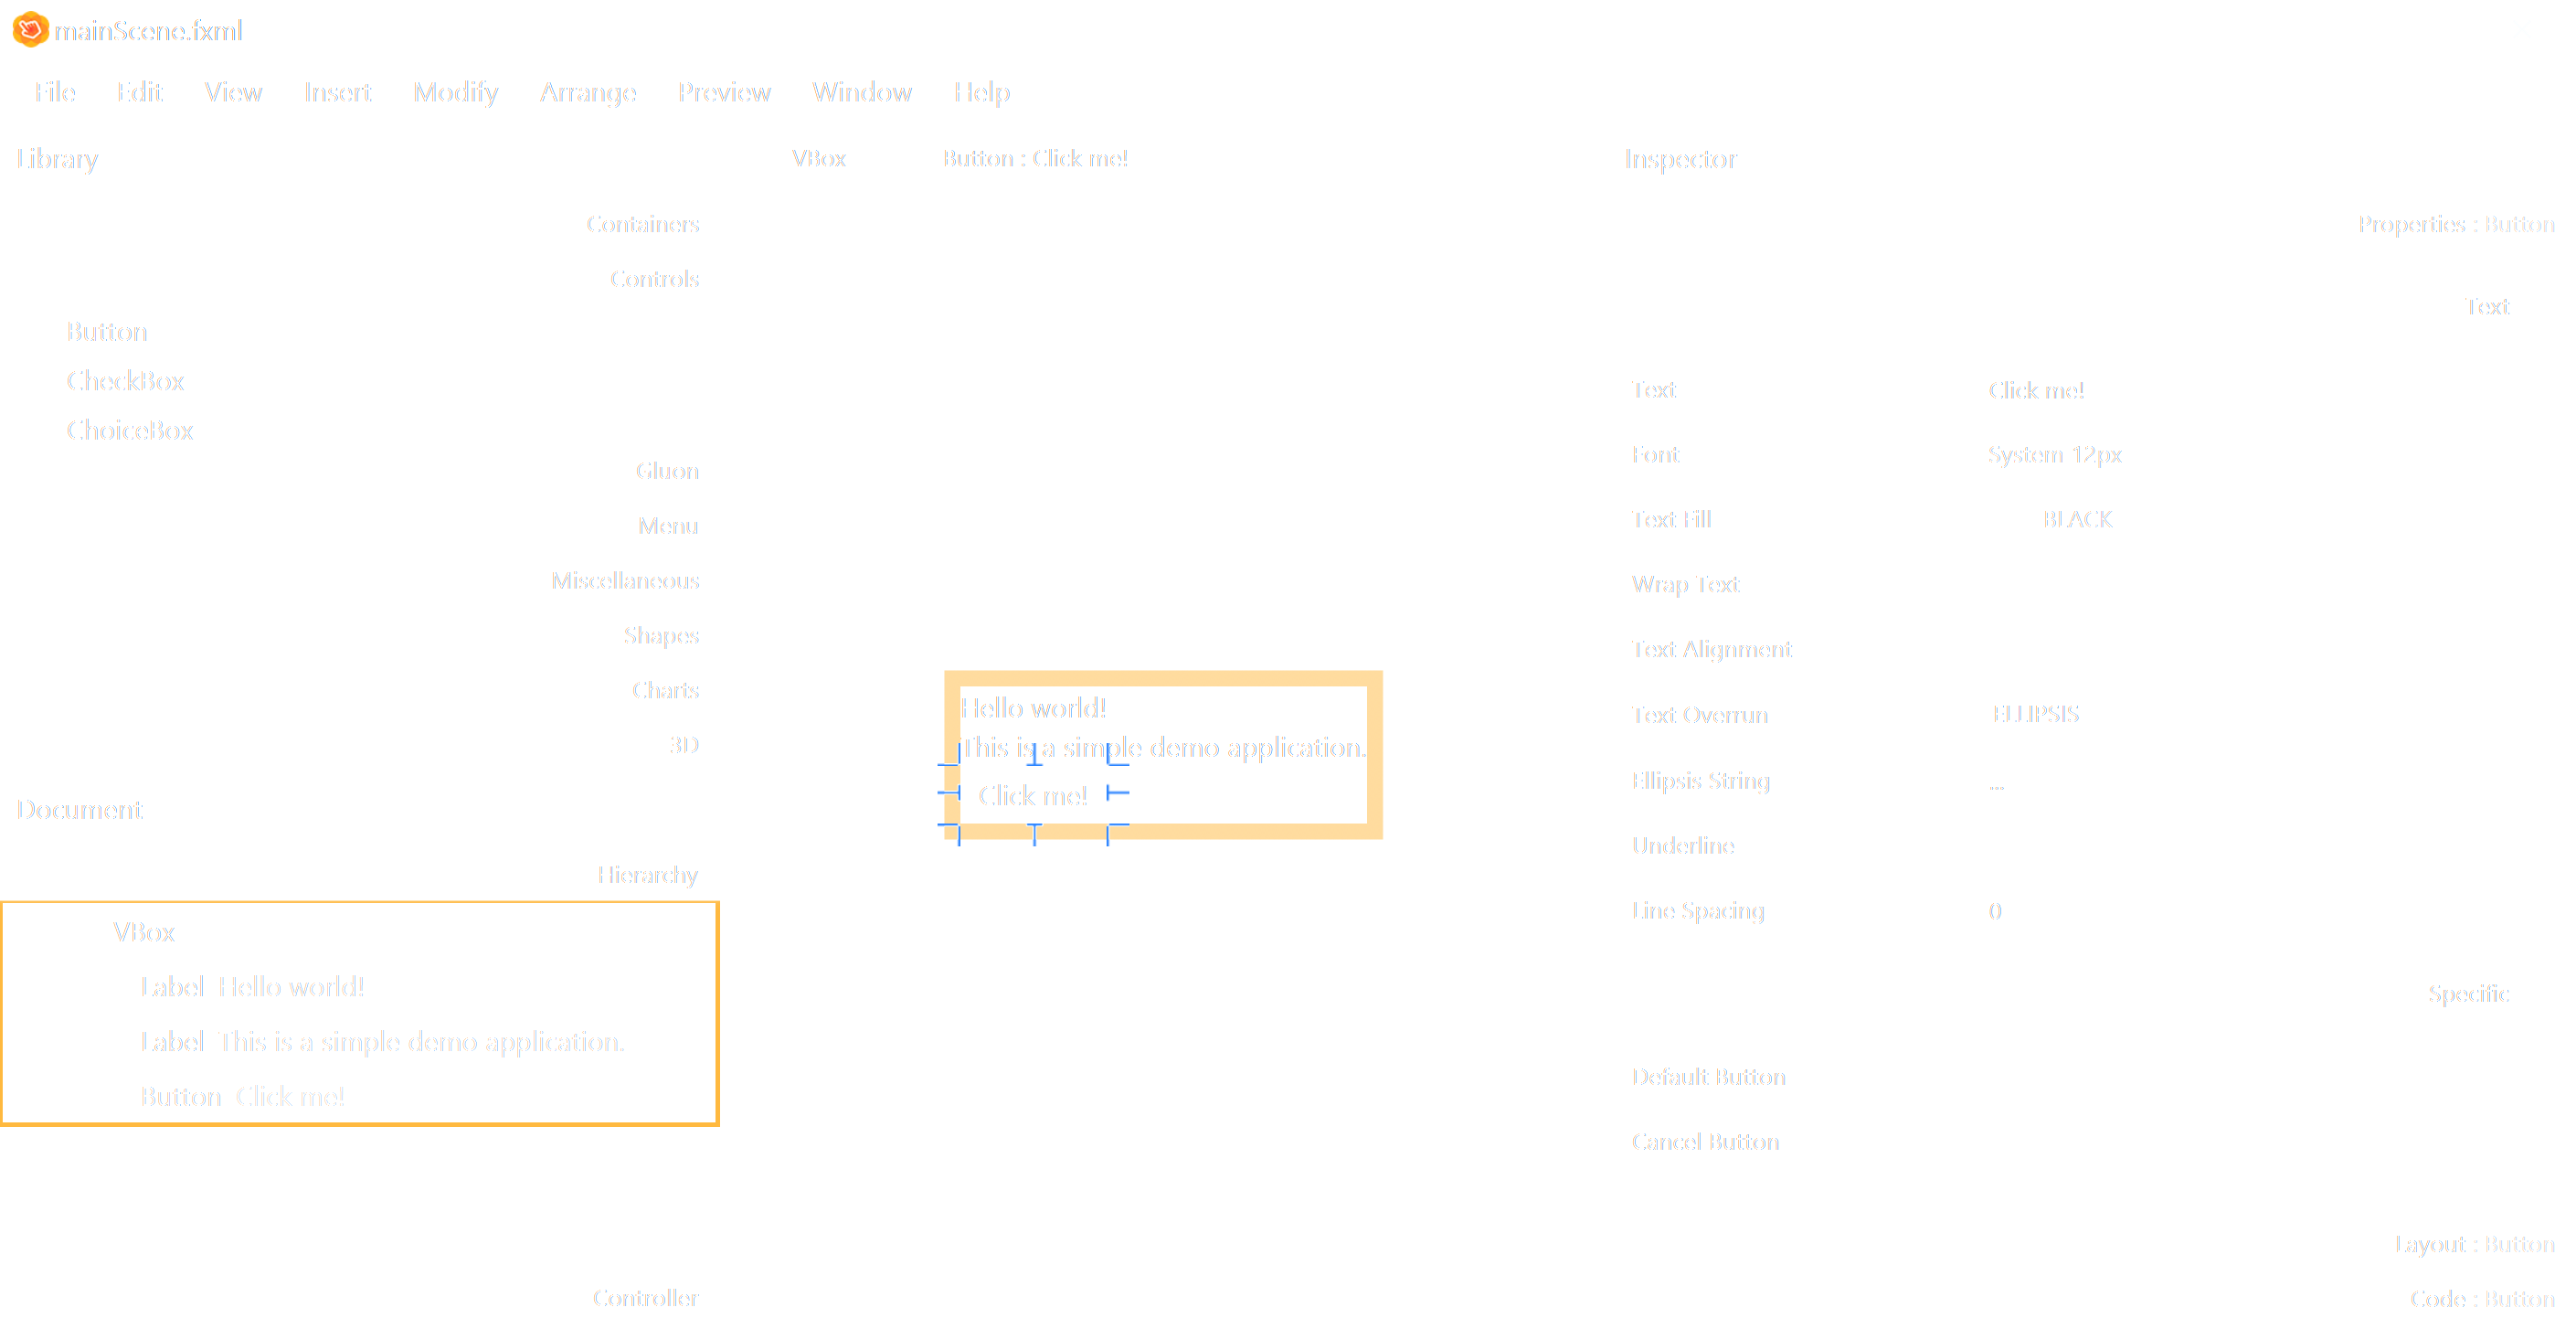 mainScene.fxml
File Edit View Insert Modify Arrange Preview Window Help
Library
Containers
Controls
Button
CheckBox
ChoiceBox
Gluon
Menu
Miscellaneous
Shapes
Charts
3D
Document
Hierarchy
VBox
Label Hello world!
Label This is a simple demo application.
Button Click me!
Controller
VBox Button : Click me!
Hello world!
This is a simple demo application.
Click me!
Inspector
Properties : Button
Text
Text Click me!
Font System 12px
Text Fill BLACK
Wrap Text
Text Alignment
Text Overrun ELLIPSIS
Ellipsis String ...
Underline
Line Spacing 0
Specific
Default Button
Cancel Button
Layout : Button
Code : Button